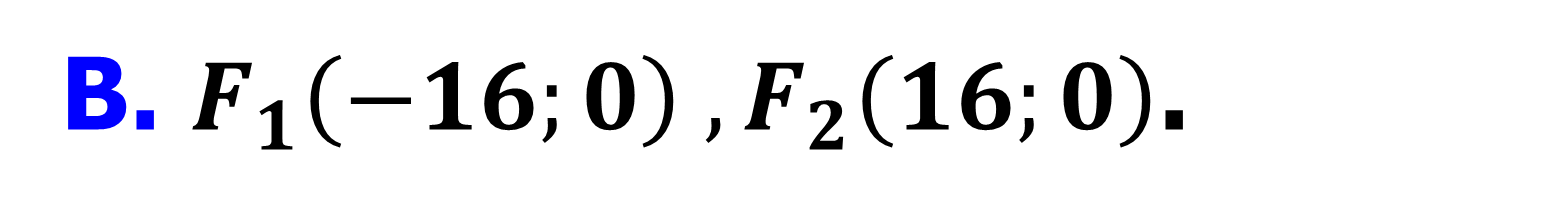 B. F₁(−16; 0) , F₂(16; 0).